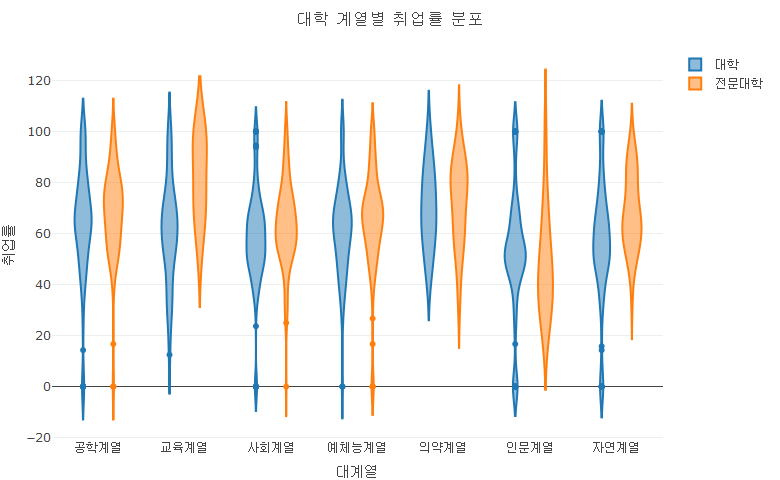 대학 계열별 취업률 분포
대학
전문대학
취업률
120
100
80
60
40
20
0
−20
공학계열
교육계열
사회계열
예체능계열
의약계열
인문계열
자연계열
대계열